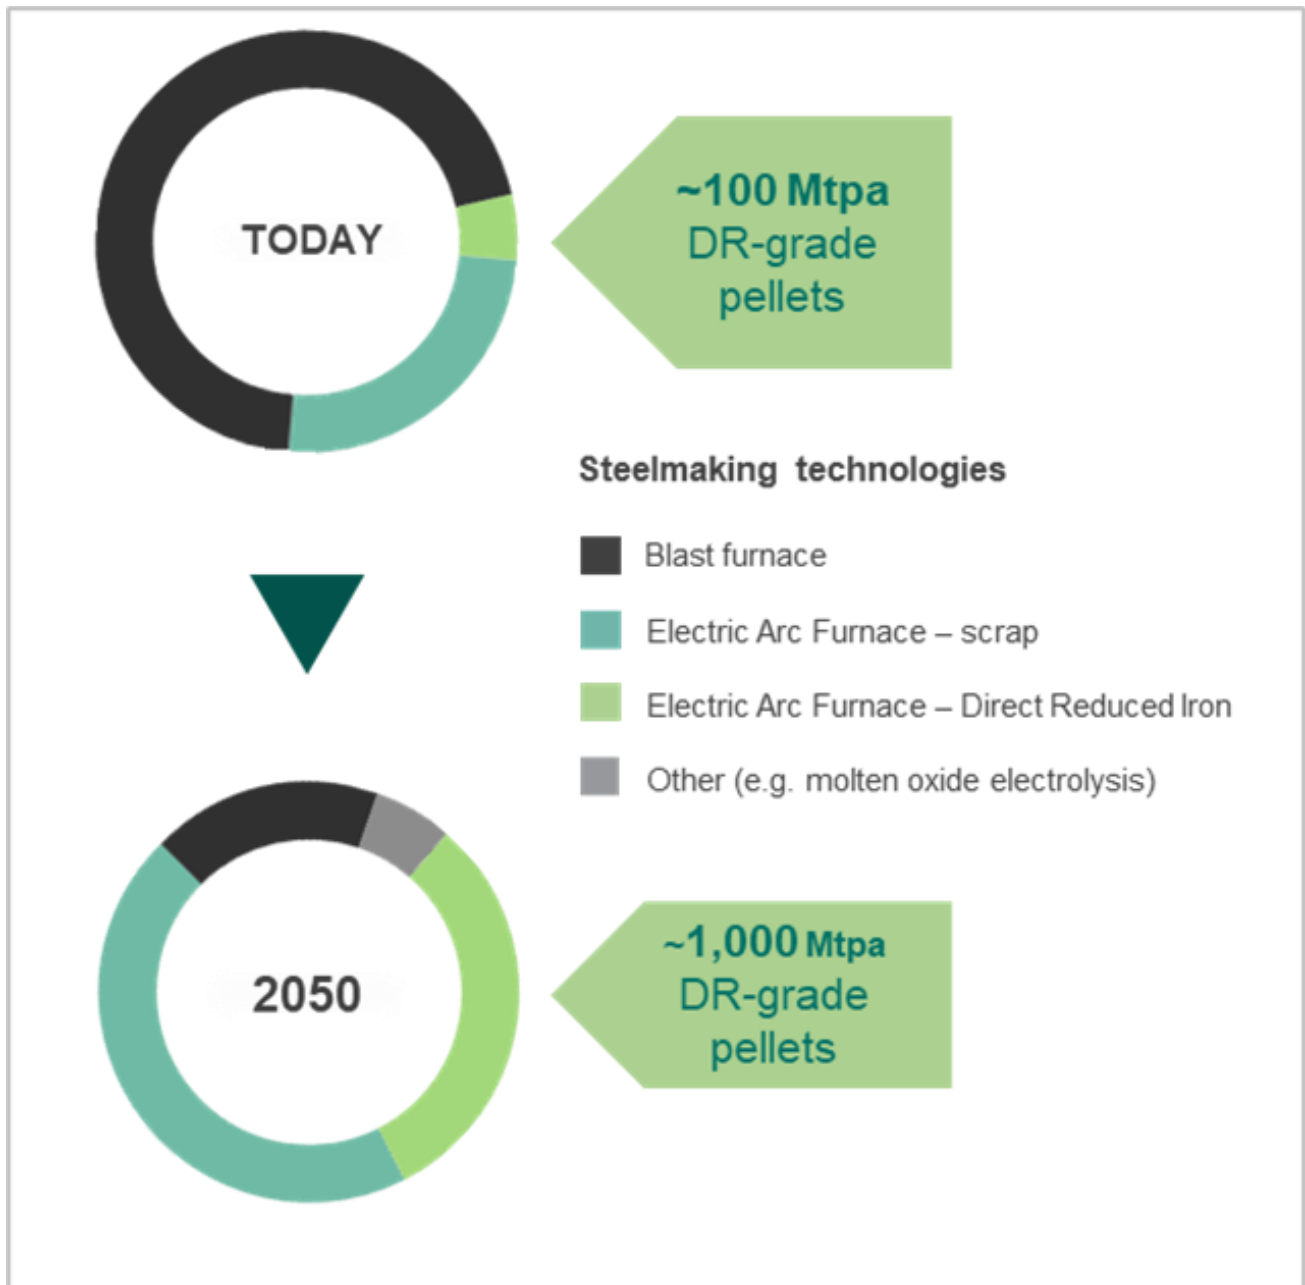 TODAY
~100 Mtpa
DR-grade
pellets
Steelmaking technologies
Blast furnace
Electric Arc Furnace – scrap
Electric Arc Furnace – Direct Reduced Iron
Other (e.g. molten oxide electrolysis)
2050
~1,000 Mtpa
DR-grade
pellets